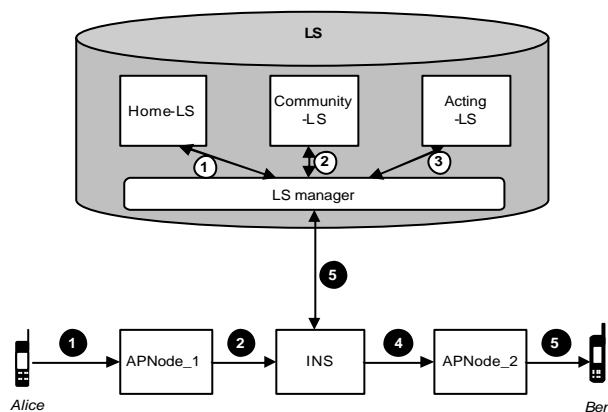 LS
Home-LS
Community
-LS
Acting
-LS
1
2
3
LS manager
5
1
APNode_1
2
INS
4
APNode_2
5
Alice
Ber